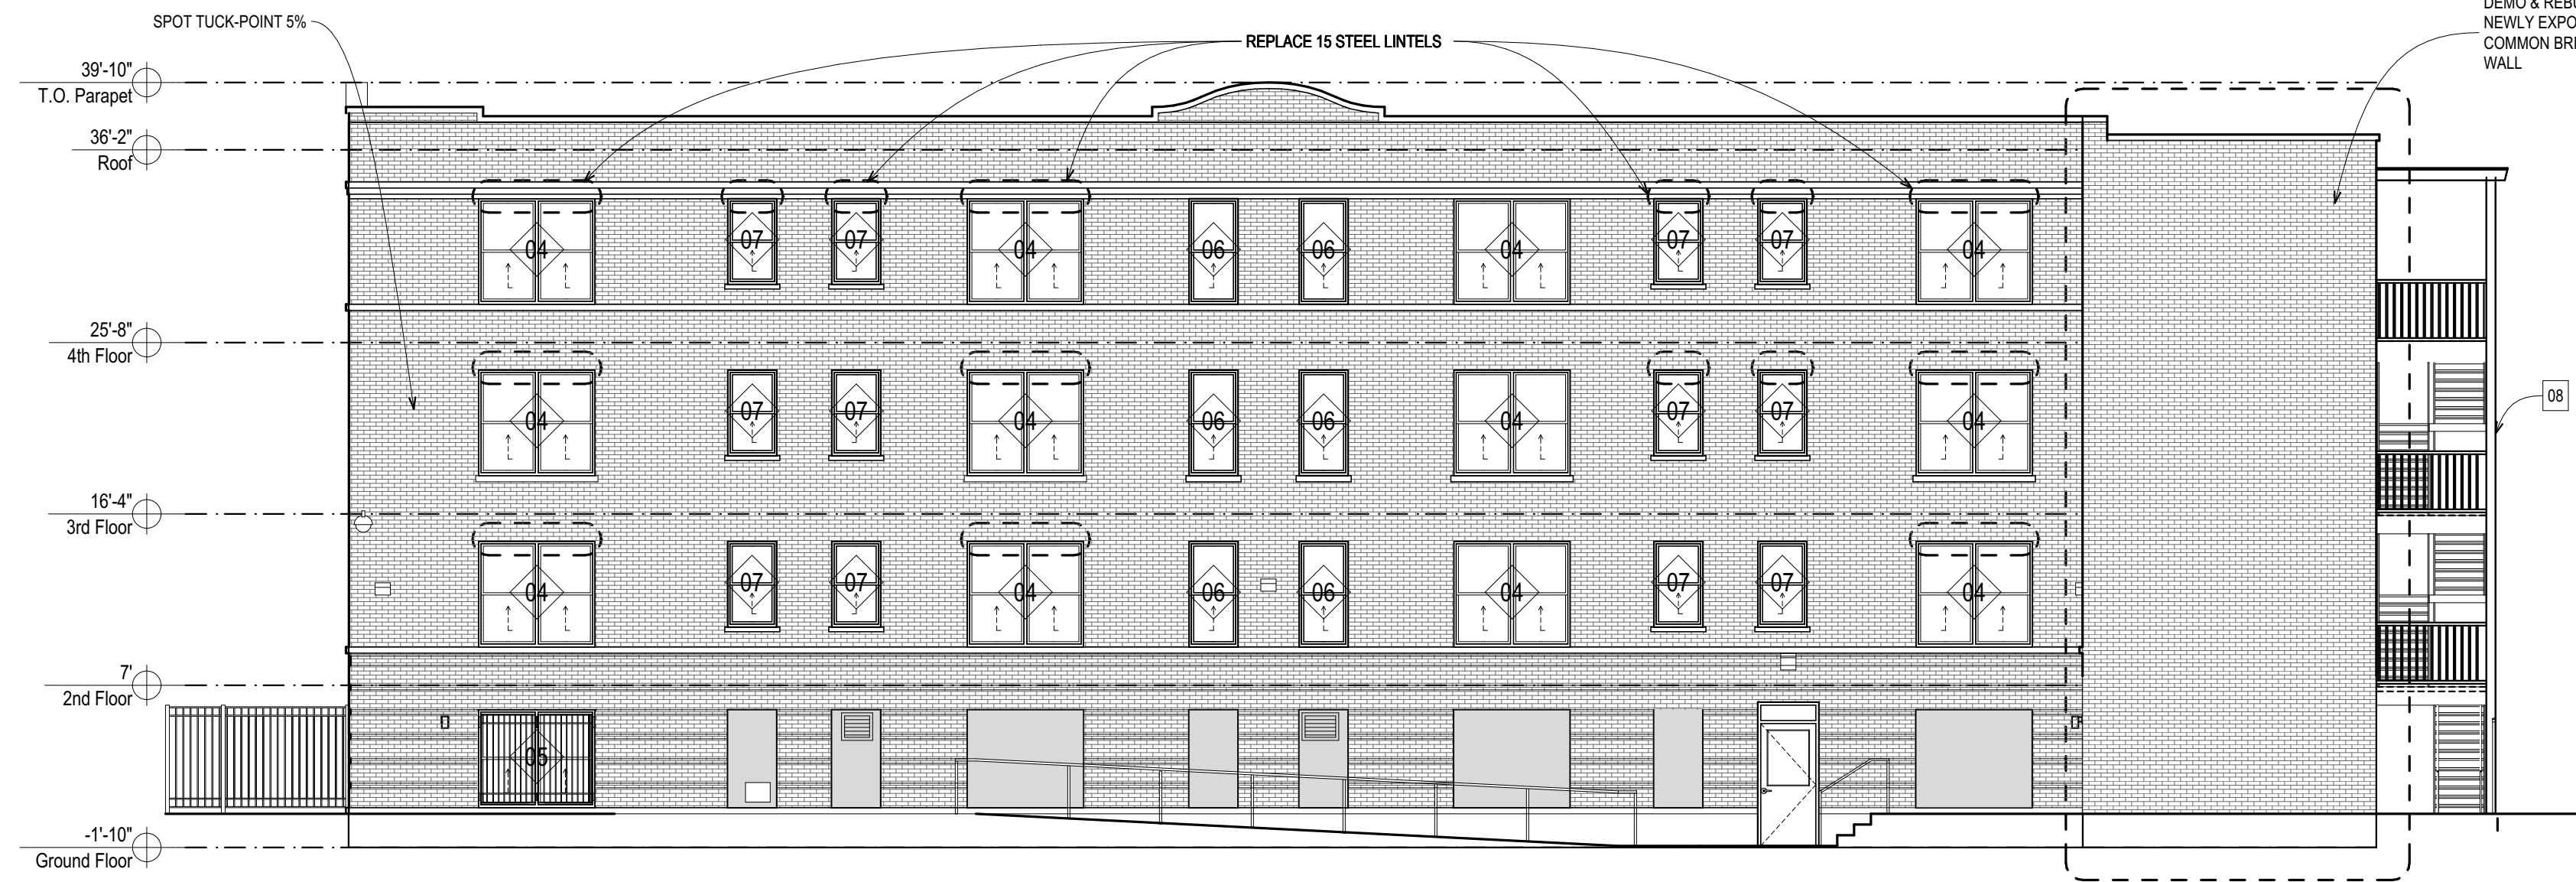 SPOT TUCK-POINT 5%
REPLACE 15 STEEL LINTELS
NEWLY EXPO
COMMON BRI
WALL
39'-10"
T.O. Parapet
36'-2"
Roof
04 07 07 04 06 06 04 07 07 04
25'-8"
4th Floor
08
04 07 07 04 06 06 04 07 07 04
16'-4"
3rd Floor
04 07 07 04 06 06 04 07 07 04
7'
2nd Floor
05
-1'-10"
Ground Floor